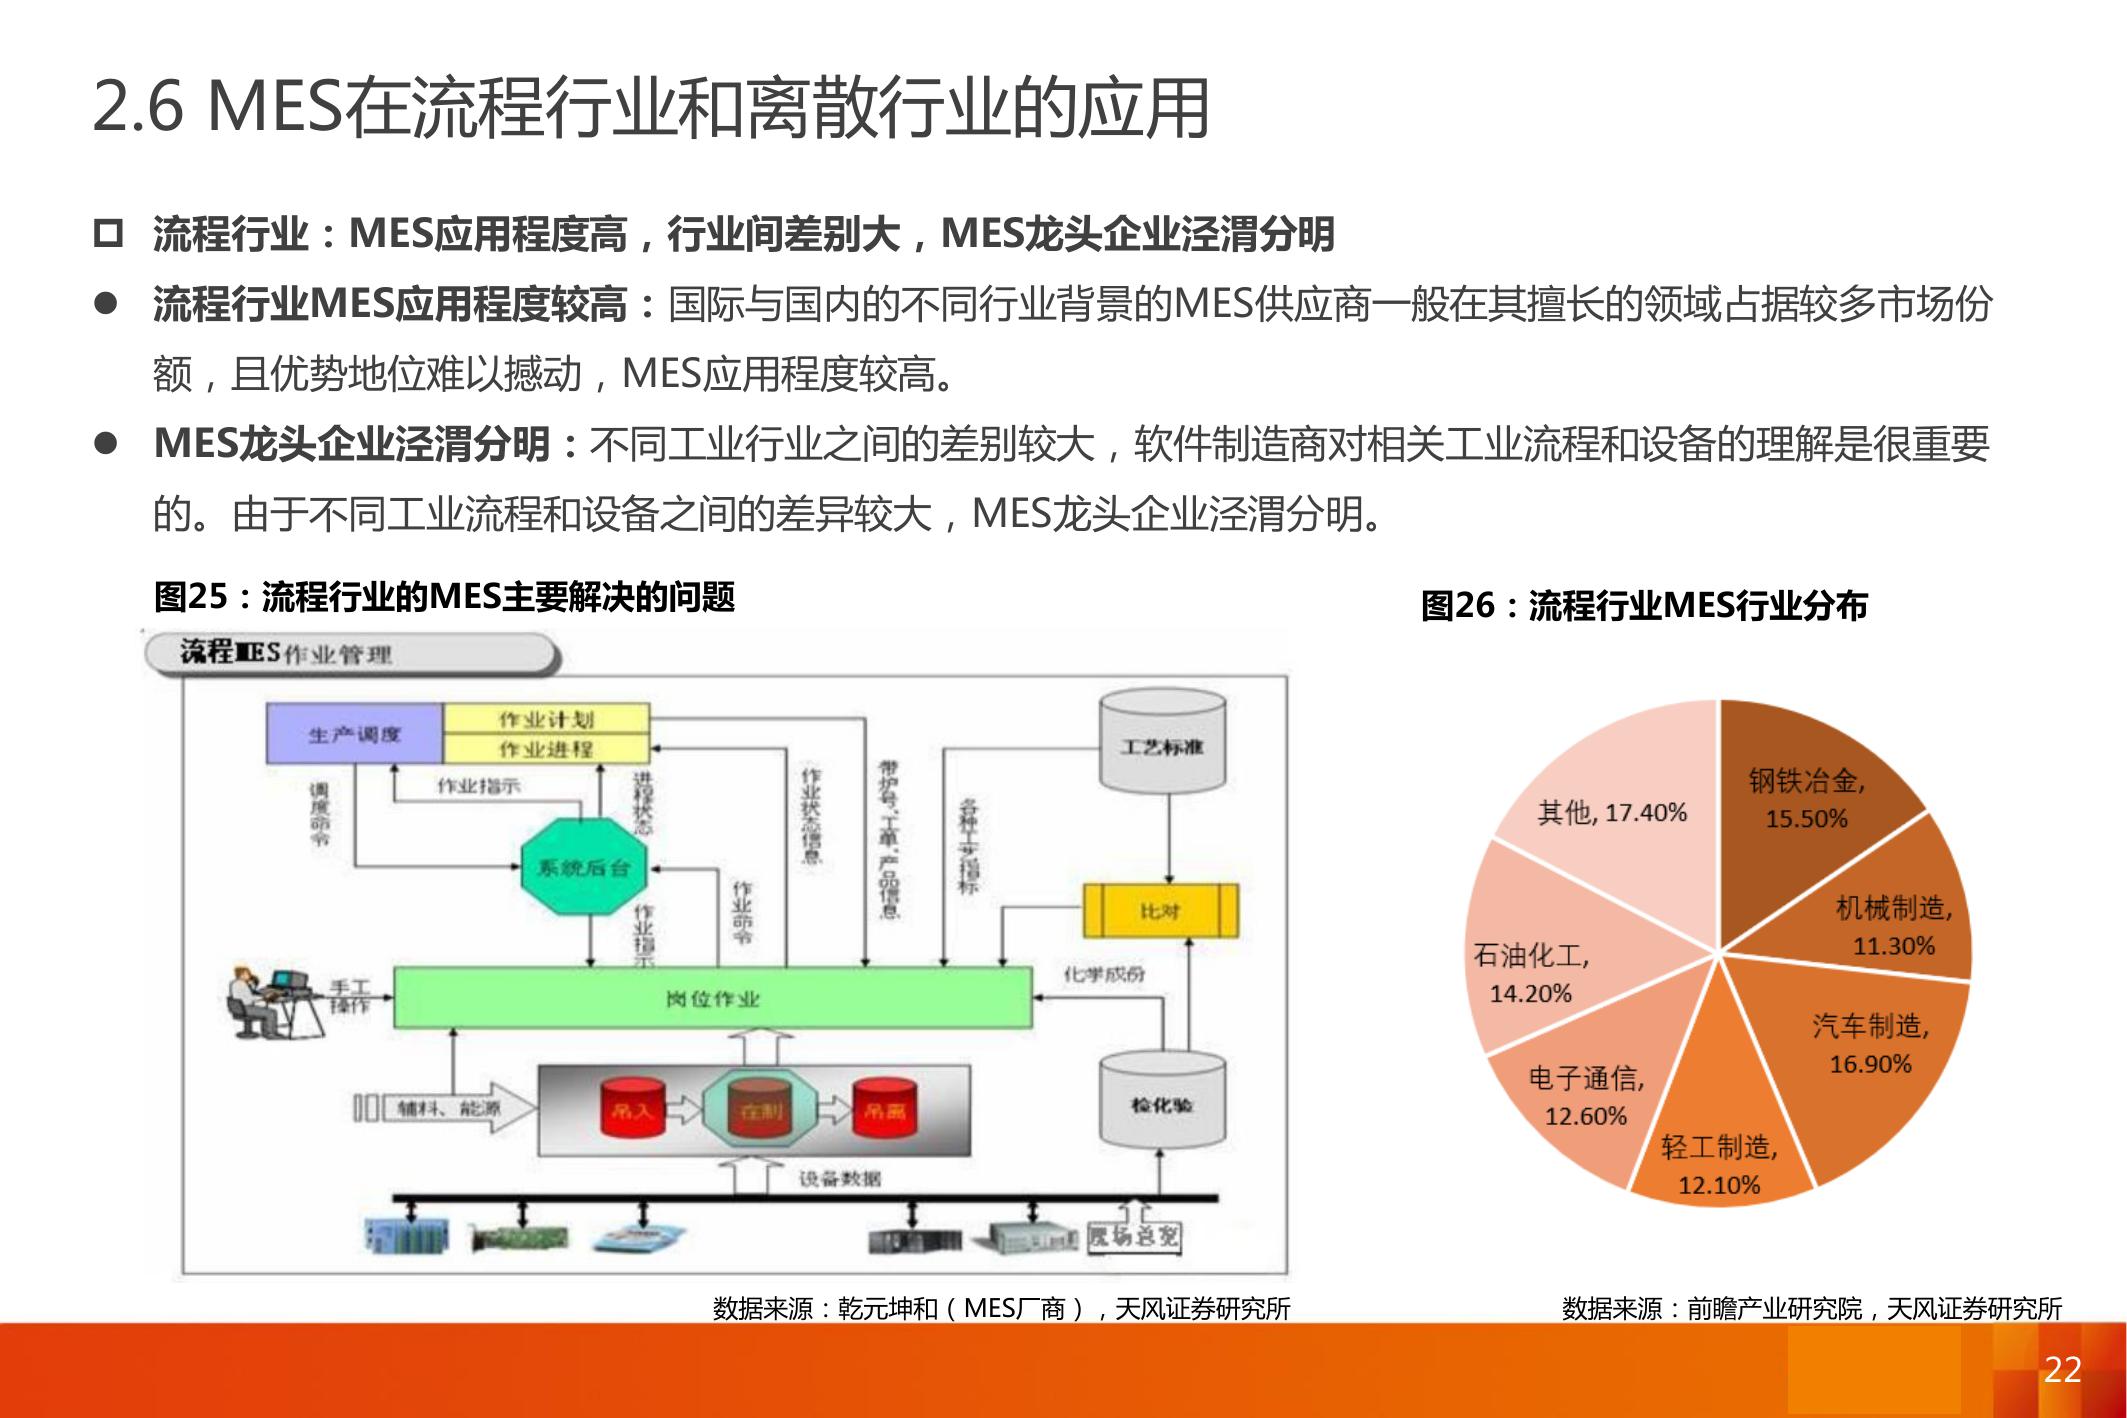 2.6 MES在流程行业和离散行业的应用
流程行业：MES应用程度高，行业间差别大，MES龙头企业泾渭分明
流程行业MES应用程度较高：国际与国内的不同行业背景的MES供应商一般在其擅长的领域占据较多市场份
额，且优势地位难以撼动，MES应用程度较高。
MES龙头企业泾渭分明：不同工业行业之间的差别较大，软件制造商对相关工业流程和设备的理解是很重要
的。由于不同工业流程和设备之间的差异较大，MES龙头企业泾渭分明。
图25：流程行业的MES主要解决的问题
流程MES作业管理
生产调度
作业计划
作业进程
调度命令
作业指示
进程状态
系统后台
作业指示
作业命令
作业状态信息
带炉号、工单、产品信息
各种工艺指标
工艺标准
比对
化学成份
手工
操作
岗位作业
辅料、能源
吊入
在制
吊离
检化验
设备数据
现场总变
数据来源：乾元坤和（MES厂商），天风证券研究所
图26：流程行业MES行业分布
其他, 17.40%
钢铁冶金,
15.50%
机械制造,
11.30%
石油化工,
14.20%
汽车制造,
16.90%
电子通信,
12.60%
轻工制造,
12.10%
数据来源：前瞻产业研究院，天风证券研究所
22